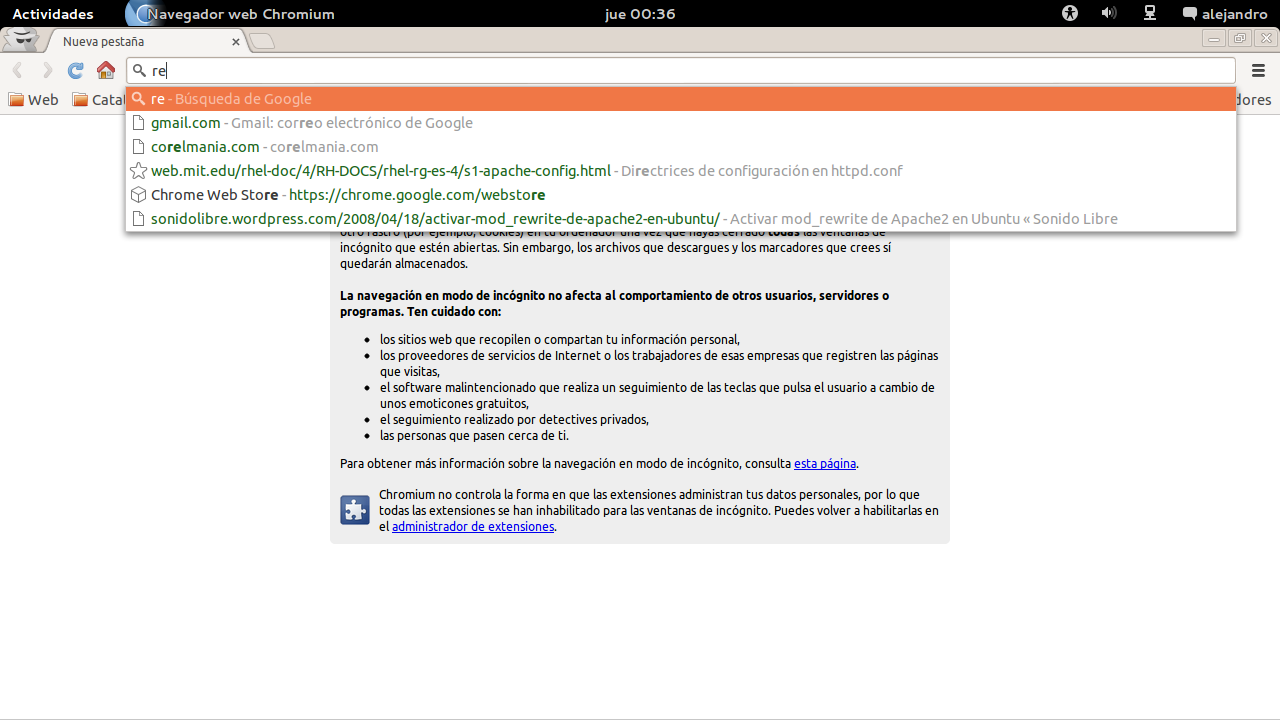 Actividades Navegador web Chromium jue 00:36 alejandro
Nueva pestaña
re
Web Cata dores
re - Búsqueda de Google
gmail.com - Gmail: correo electrónico de Google
corelmania.com - corelmania.com
web.mit.edu/rhel-doc/4/RH-DOCS/rhel-rg-es-4/s1-apache-config.html - Directrices de configuración en httpd.conf
Chrome Web Store - https://chrome.google.com/webstore
sonidolibre.wordpress.com/2008/04/18/activar-mod_rewrite-de-apache2-en-ubuntu/ - Activar mod_rewrite de Apache2 en Ubuntu « Sonido Libre
otro rastro (por ejemplo, cookies) en tu ordenador una vez que hayas cerrado todas las ventanas de
incógnito que estén abiertas. Sin embargo, los archivos que descargues y los marcadores que crees sí
quedarán almacenados.
La navegación en modo de incógnito no afecta al comportamiento de otros usuarios, servidores o
programas. Ten cuidado con:
los sitios web que recopilen o compartan tu información personal,
los proveedores de servicios de Internet o los trabajadores de esas empresas que registren las páginas
que visitas,
el software malintencionado que realiza un seguimiento de las teclas que pulsa el usuario a cambio de
unos emoticones gratuitos,
el seguimiento realizado por detectives privados,
las personas que pasen cerca de ti.
Para obtener más información sobre la navegación en modo de incógnito, consulta esta página.
Chromium no controla la forma en que las extensiones administran tus datos personales, por lo que
todas las extensiones se han inhabilitado para las ventanas de incógnito. Puedes volver a habilitarlas en
el administrador de extensiones.